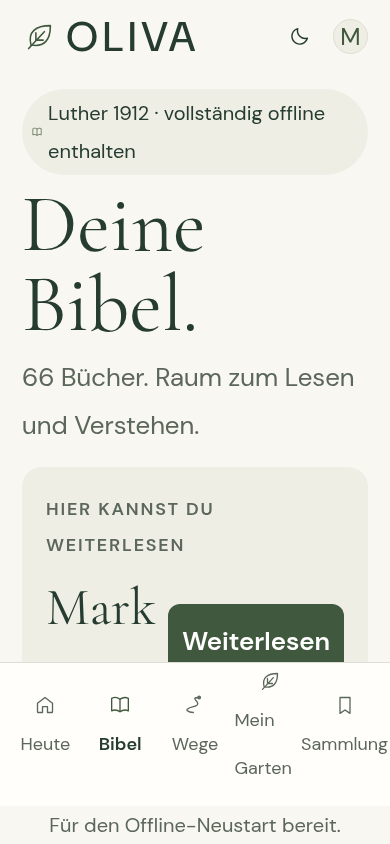 OLIVA
M
Luther 1912 · vollständig offline
enthalten
Deine
Bibel.
66 Bücher. Raum zum Lesen
und Verstehen.
HIER KANNST DU
WEITERLESEN
Mark
Weiterlesen
Heute
Bibel
Wege
Mein
Garten
Sammlung
Für den Offline-Neustart bereit.